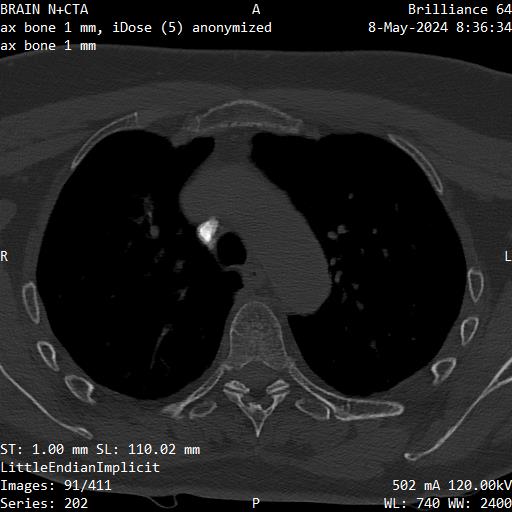 BRAIN N+CTA
ax bone 1 mm, iDose (5) anonymized
ax bone 1 mm
A
Brilliance 64
8-May-2024 8:36:34
R
L
ST: 1.00 mm SL: 110.02 mm
LittleEndianImplicit
Images: 91/411
Series: 202
P
502 mA 120.00kV
WL: 740 WW: 2400